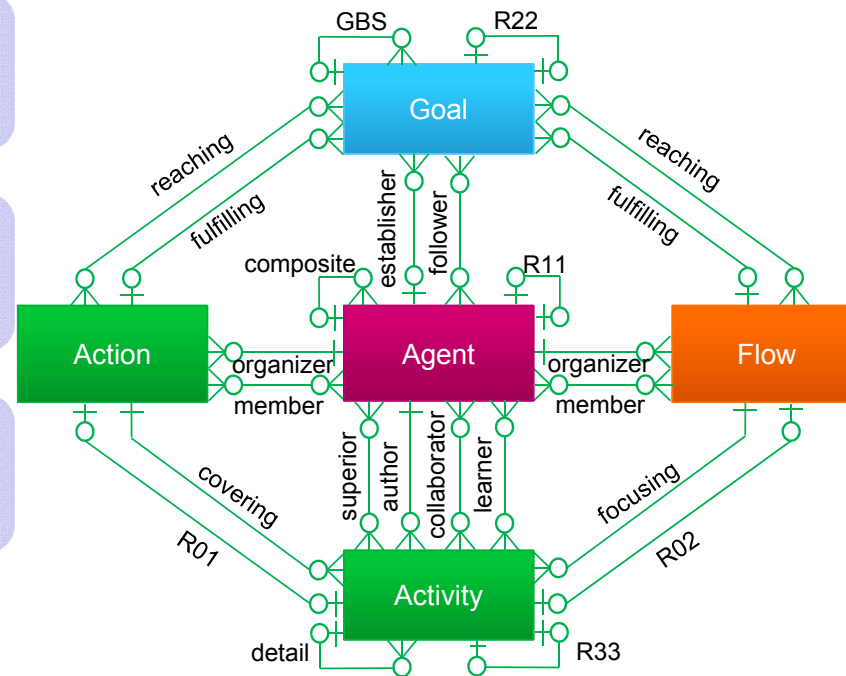 GBS
R22
Goal
reaching
fulfilling
reaching
fulfilling
establisher
follower
composite
R11
Action
Agent
Flow
organizer
member
organizer
member
superior
author
collaborator
learner
covering
R01
focusing
R02
Activity
detail
R33